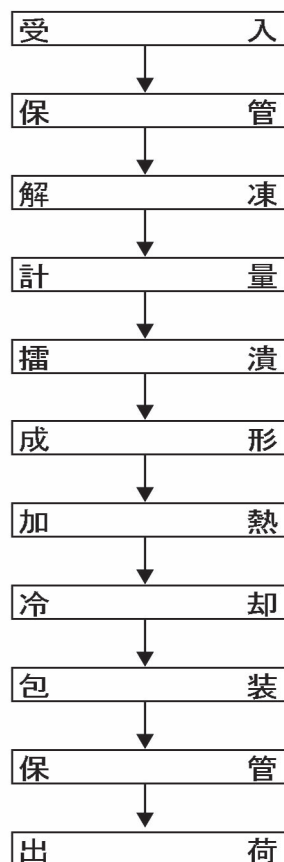 受入
保管
解凍
計量
擂潰
成形
加熱
冷却
包装
保管
出荷